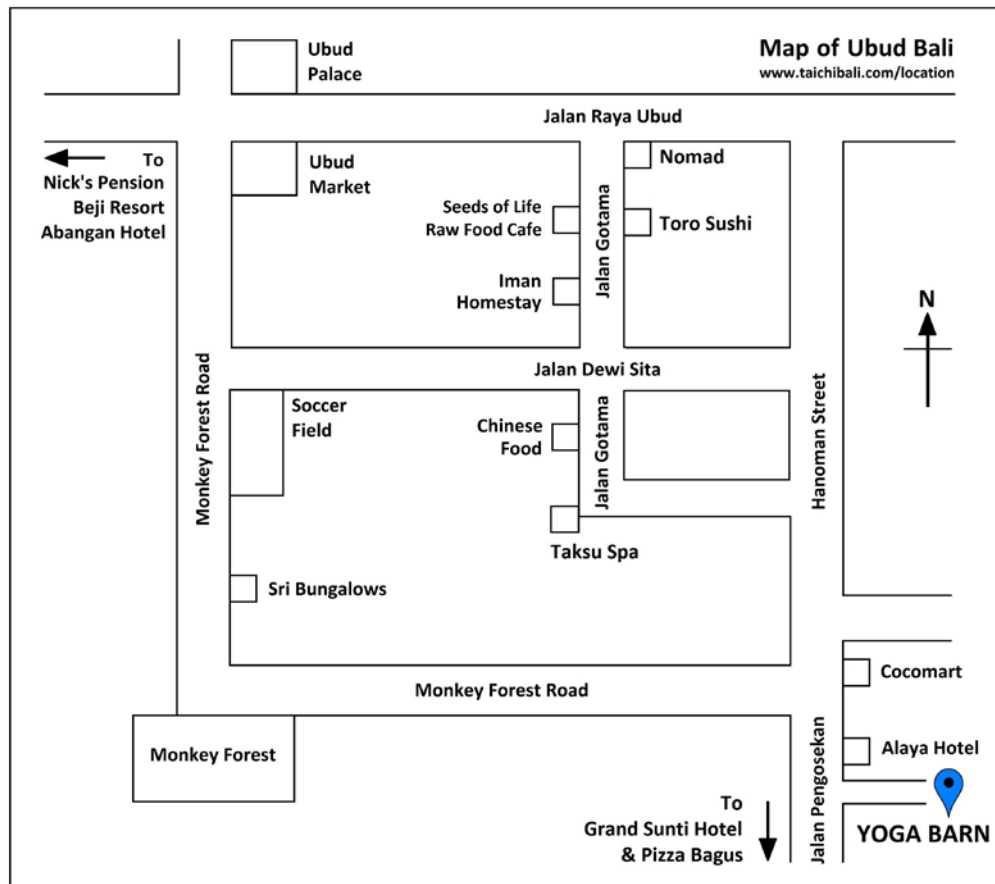 Ubud
Palace
Map of Ubud Bali
www.taichibali.com/location
Jalan Raya Ubud
To
Nick's Pension
Beji Resort
Abangan Hotel
Ubud
Market
Nomad
Seeds of Life
Raw Food Cafe
Jalan Gotama
Toro Sushi
Iman
Homestay
N
Jalan Dewi Sita
Monkey Forest Road
Soccer
Field
Chinese
Food
Jalan Gotama
Hanoman Street
Taksu Spa
Sri Bungalows
Monkey Forest Road
Cocomart
Monkey Forest
Alaya Hotel
To
Grand Sunti Hotel
& Pizza Bagus
Jalan Pengosekan
YOGA BARN